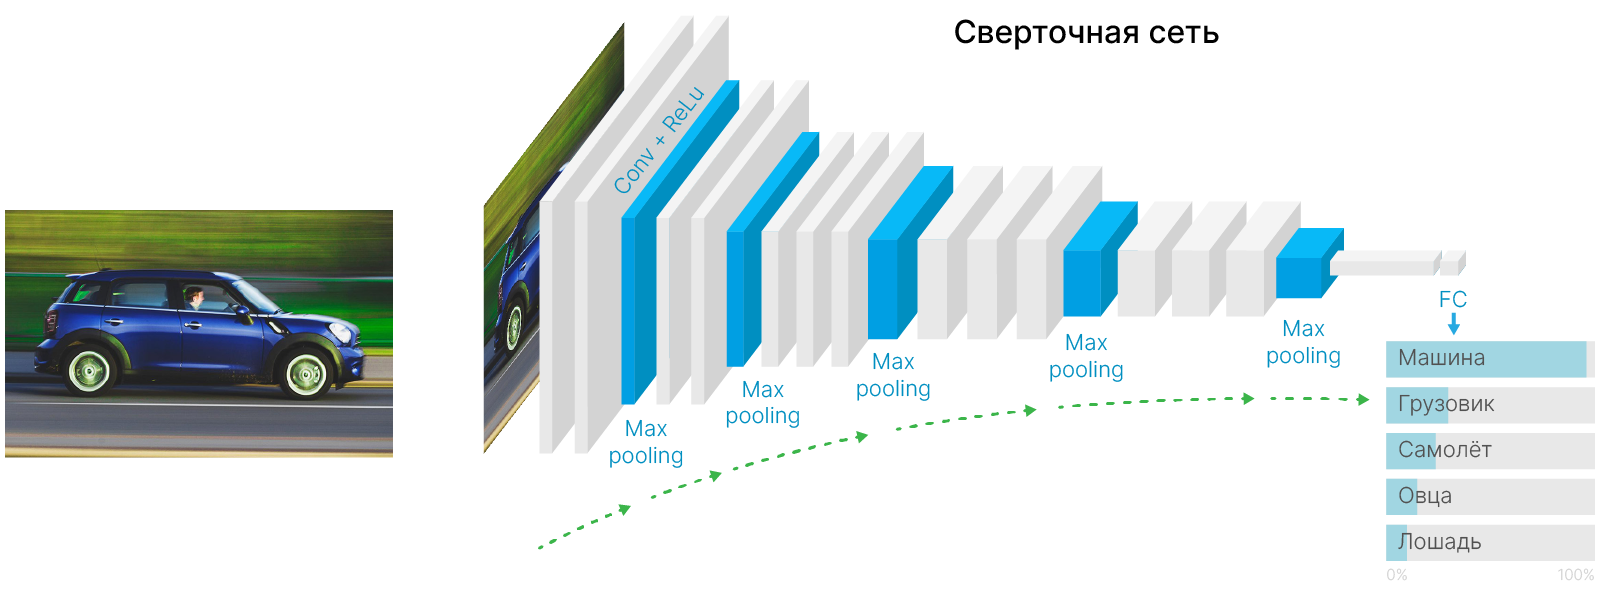 Сверточная сеть
Conv + ReLu
Max
pooling
Max
pooling
Max
pooling
Max
pooling
Max
pooling
FC
Машина
Грузовик
Самолёт
Овца
Лошадь
0% 100%